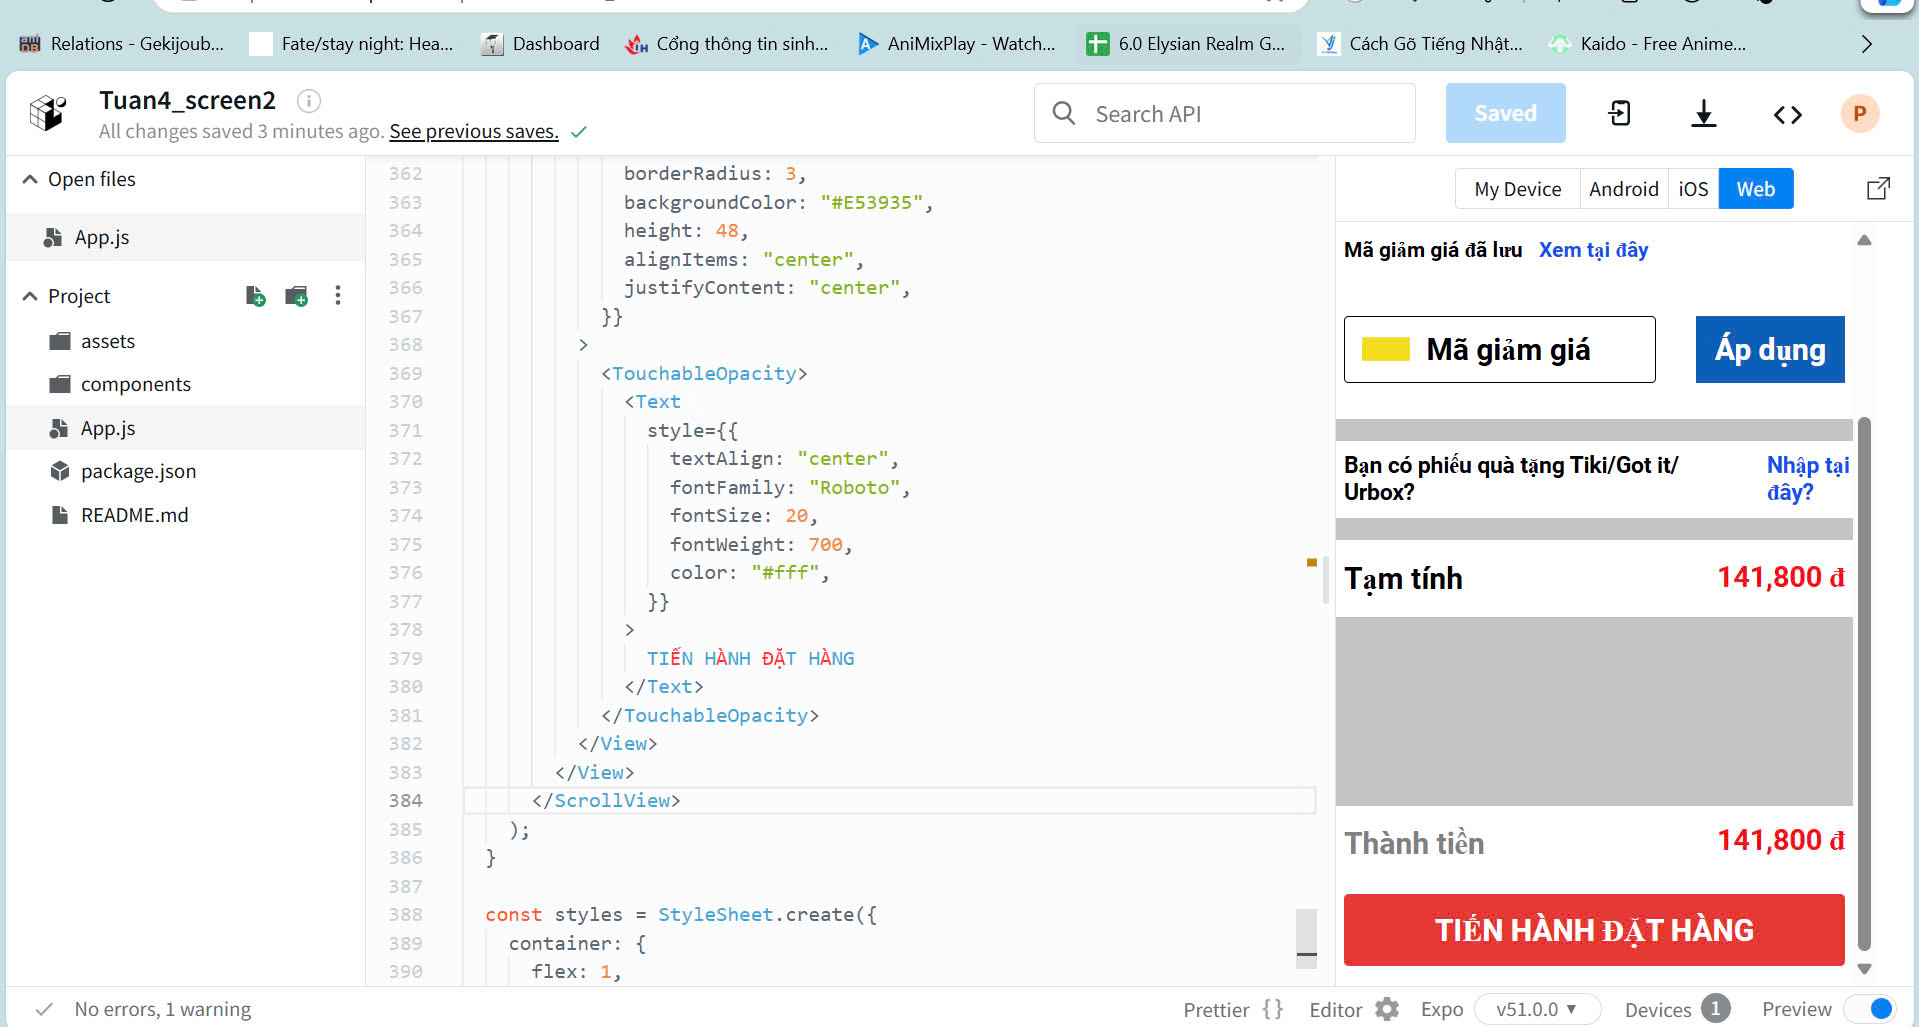 Relations - Gekijoub...
Fate/stay night: Hea...
Dashboard
Cổng thông tin sinh...
AniMixPlay - Watch...
6.0 Elysian Realm G...
Cách Gõ Tiếng Nhật...
Kaido - Free Anime...
Tuan4_screen2
All changes saved 3 minutes ago. See previous saves.
Search API
Saved
P
Open files
App.js
Project
assets
components
App.js
package.json
README.md
362 borderRadius: 3,
363 backgroundColor: "#E53935",
364 height: 48,
365 alignItems: "center",
366 justifyContent: "center",
367 }}
368 >
369 <TouchableOpacity>
370 <Text
371 style={{
372 textAlign: "center",
373 fontFamily: "Roboto",
374 fontSize: 20,
375 fontWeight: 700,
376 color: "#fff",
377 }}
378 >
379 TIẾN HÀNH ĐẶT HÀNG
380 </Text>
381 </TouchableOpacity>
382 </View>
383 </View>
384 </ScrollView>
385 );
386 }
387
388 const styles = StyleSheet.create({
389 container: {
390 flex: 1,
My Device
Android
iOS
Web
Mã giảm giá đã lưu Xem tại đây
Mã giảm giá
Áp dụng
Bạn có phiếu quà tặng Tiki/Got it/
Urbox?
Nhập tại
đây?
Tạm tính
141,800 đ
Thành tiền
141,800 đ
TIẾN HÀNH ĐẶT HÀNG
No errors, 1 warning
Prettier {}
Editor
Expo
v51.0.0 ▼
Devices 1
Preview